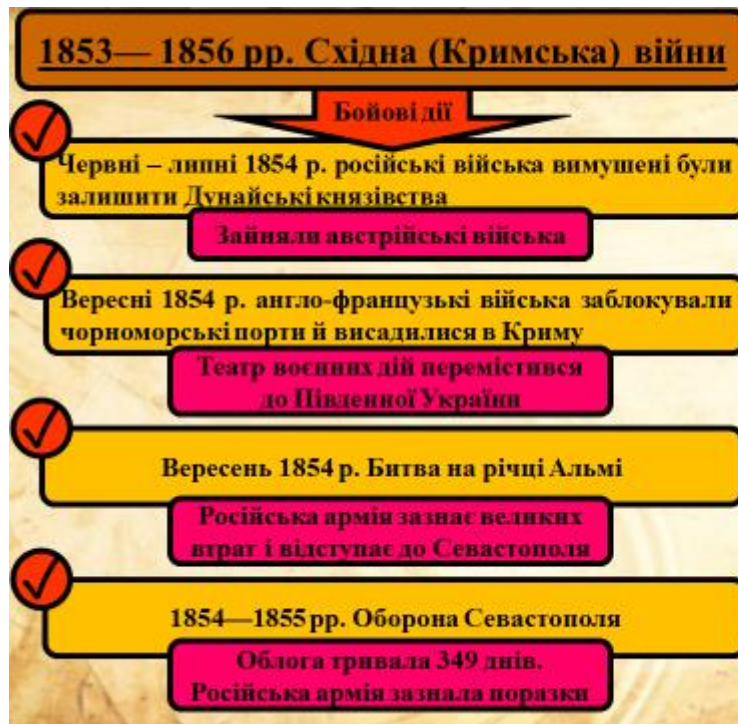 1853— 1856 рр. Східна (Кримська) війни
Бойові дії
Червні – липні 1854 р. російські війська вимушені були
залишити Дунайські князівства
Зайняли австрійські війська
Вересні 1854 р. англо-французькі війська заблокували
чорноморські порти й висадилися в Криму
Театр воєнних дій перемістився
до Південної України
Вересень 1854 р. Битва на річці Альмі
Російська армія зазнає великих
втрат і відступає до Севастополя
1854—1855 рр. Оборона Севастополя
Облога тривала 349 днів.
Російська армія зазнала поразки